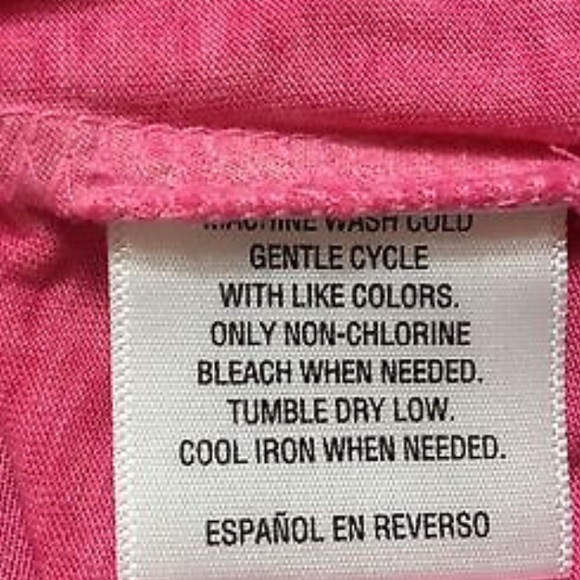 MACHINE WASH COLD
GENTLE CYCLE
WITH LIKE COLORS.
ONLY NON-CHLORINE
BLEACH WHEN NEEDED.
TUMBLE DRY LOW.
COOL IRON WHEN NEEDED.
ESPAÑOL EN REVERSO